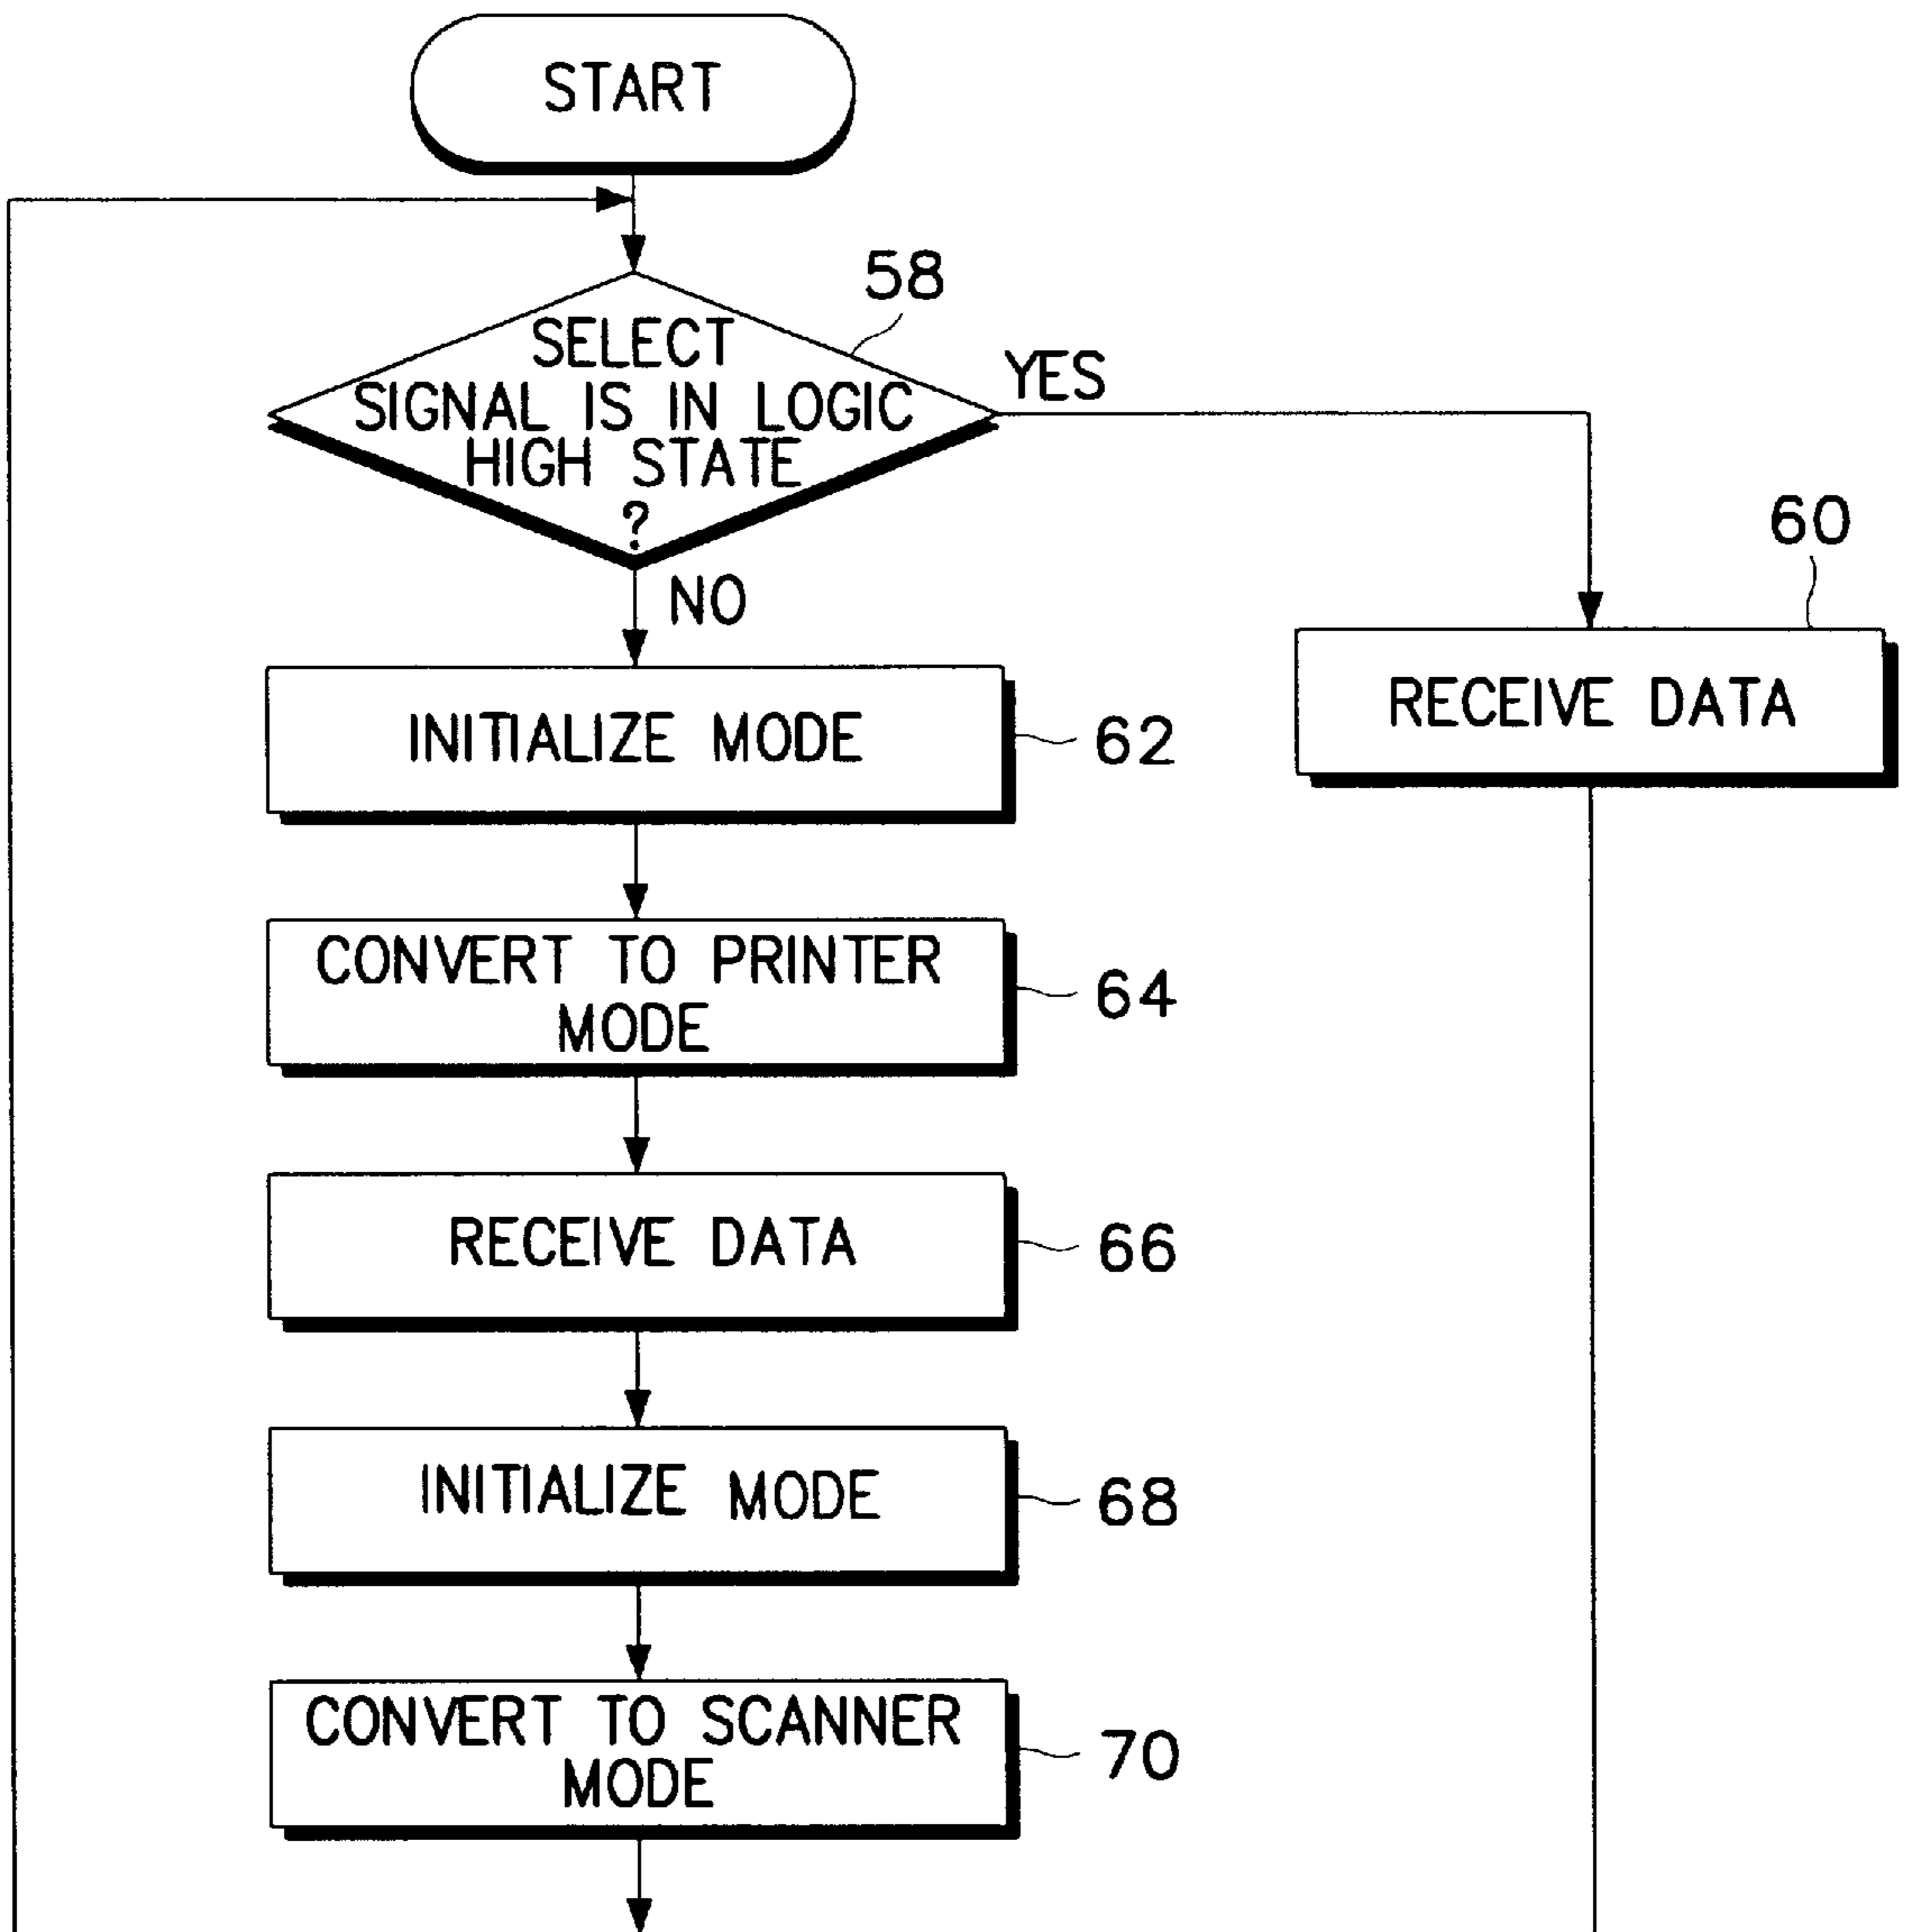 START
58
SELECT
SIGNAL IS IN LOGIC
HIGH STATE
?
YES
NO
60
RECEIVE DATA
INITIALIZE MODE
62
CONVERT TO PRINTER
MODE
64
RECEIVE DATA
66
INITIALIZE MODE
68
CONVERT TO SCANNER
MODE
70